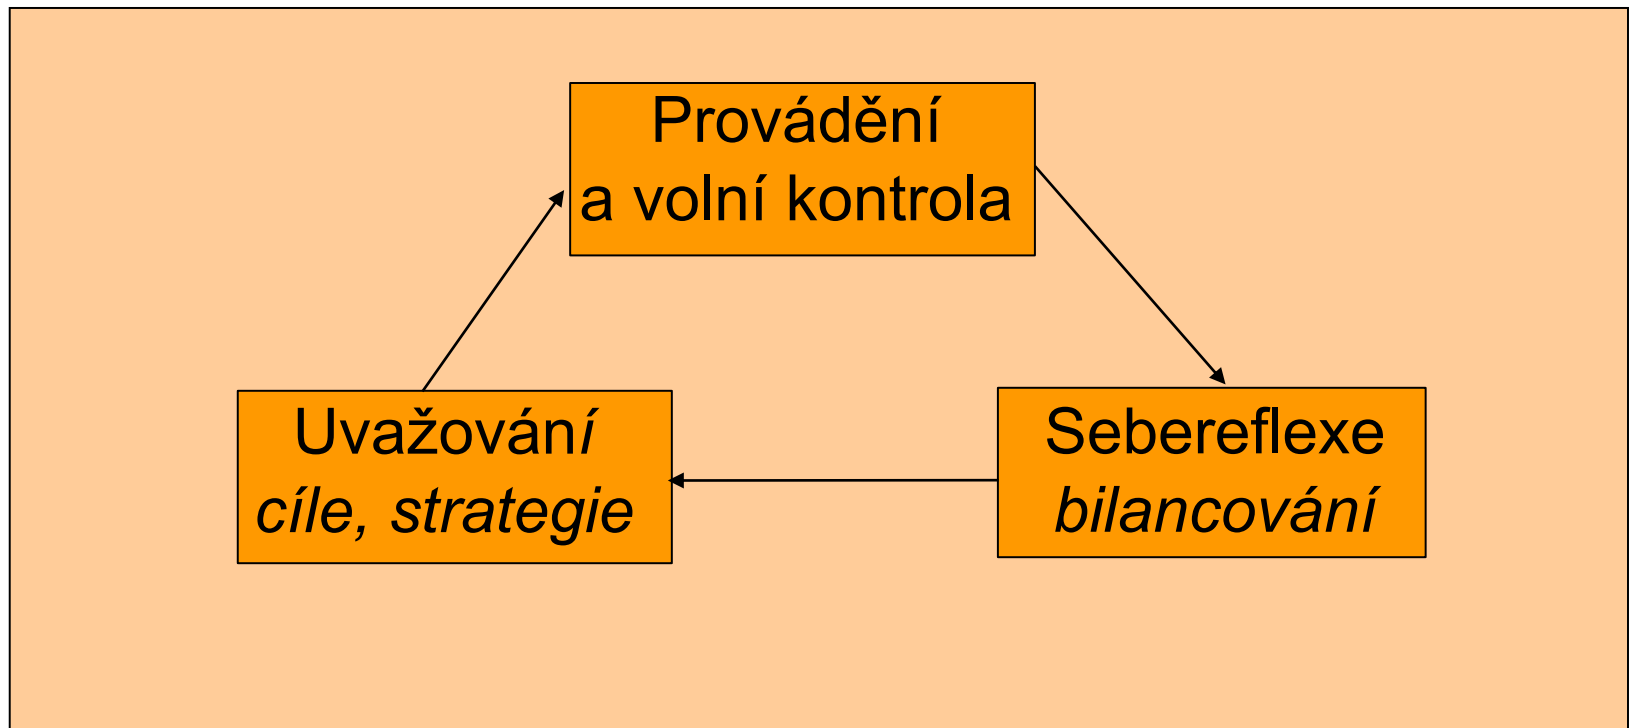 Provádění
a volní kontrola
Uvažování
cíle, strategie
Sebereflexe
bilancování